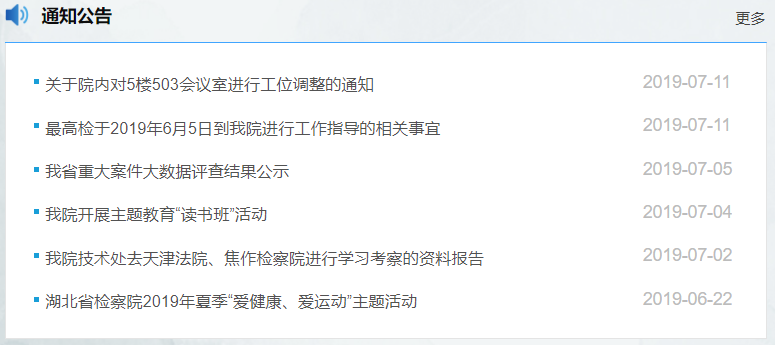 通知公告 更多
关于院内对5楼503会议室进行工位调整的通知 2019-07-11
最高检于2019年6月5日到我院进行工作指导的相关事宜 2019-07-11
我省重大案件大数据评查结果公示 2019-07-05
我院开展主题教育“读书班”活动 2019-07-04
我院技术处去天津法院、焦作检察院进行学习考察的资料报告 2019-07-02
湖北省检察院2019年夏季“爱健康、爱运动”主题活动 2019-06-22